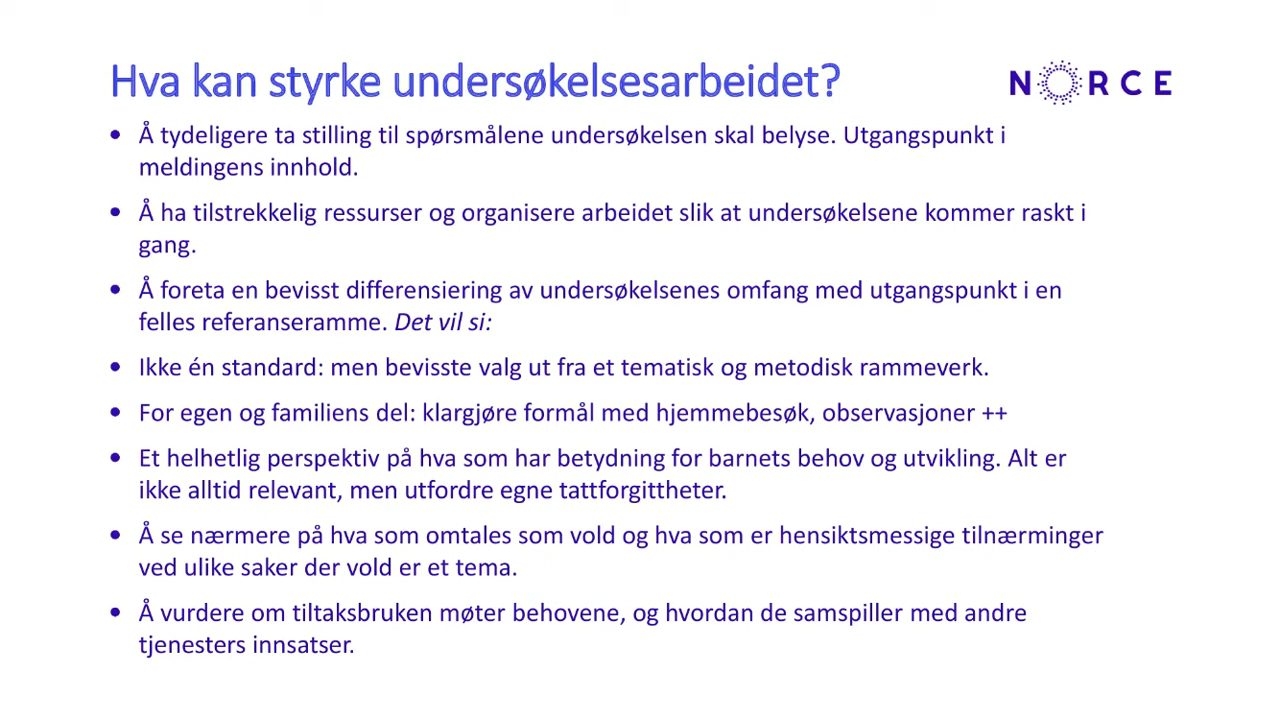 Hva kan styrke undersøkelsesarbeidet?
NORCE
• Å tydeligere ta stilling til spørsmålene undersøkelsen skal belyse. Utgangspunkt i
meldingens innhold.
• Å ha tilstrekkelig ressurser og organisere arbeidet slik at undersøkelsene kommer raskt i
gang.
• Å foreta en bevisst differensiering av undersøkelsenes omfang med utgangspunkt i en
felles referanseramme. Det vil si:
• Ikke én standard: men bevisste valg ut fra et tematisk og metodisk rammeverk.
• For egen og familiens del: klargjøre formål med hjemmebesøk, observasjoner ++
• Et helhetlig perspektiv på hva som har betydning for barnets behov og utvikling. Alt er
ikke alltid relevant, men utfordre egne tattforgittheter.
• Å se nærmere på hva som omtales som vold og hva som er hensiktsmessige tilnærminger
ved ulike saker der vold er et tema.
• Å vurdere om tiltaksbruken møter behovene, og hvordan de samspiller med andre
tjenesters innsatser.